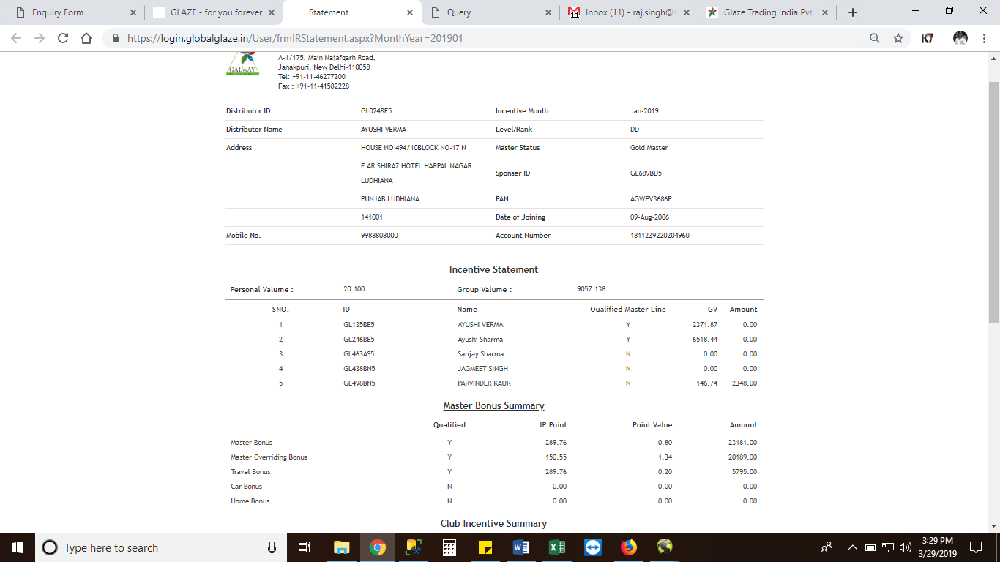 Enquiry Form
GLAZE - for you forever
Statement
Query
11 Inbox (11) - raj.singh@s
Glaze Trading India Pvt.
https://login.globalglaze.in/User/frmIRStatement.aspx?MonthYear=201901
K7
GALWAY
A-1/175, Main Najafgarh Road,
Janakpuri, New Delhi-110058
Tel: +91-11-46277200
Fax : +91-11-41582228
Distributor ID GL024BE5 Incentive Month Jan-2019
Distributor Name AYUSHI VERMA Level/Rank DD
Address HOUSE NO 494/10BLOCK NO-17 N Master Status Gold Master
E AR SHIRAZ HOTEL HARPAL NAGAR
LUDHIANA
Sponser ID GL689BD5
PUNJAB LUDHIANA PAN AGWPV3686P
141001 Date of Joining 09-Aug-2006
Mobile No. 9988808000 Account Number 1811239220204960
Incentive Statement
Personal Valume : 20.100 Group Valume : 9057.138
SNO. ID Name Qualified Master Line GV Amount
1 GL135BE5 AYUSHI VERMA Y 2371.87 0.00
2 GL246BE5 Ayushi Sharma Y 6518.44 0.00
3 GL463AS5 Sanjay Sharma N 0.00 0.00
4 GL438BN5 JAGMEET SINGH N 0.00 0.00
5 GL498BN5 PARVINDER KAUR N 146.74 2348.00
Master Bonus Summary
Qualified IP Point Point Value Amount
Master Bonus Y 289.76 0.80 23181.00
Master Overriding Bonus Y 150.55 1.34 20189.00
Travel Bonus Y 289.76 0.20 5795.00
Car Bonus N 0.00 0.00 0.00
Home Bonus N 0.00 0.00 0.00
Club Incentive Summary
Type here to search
3:29 PM
3/29/2019